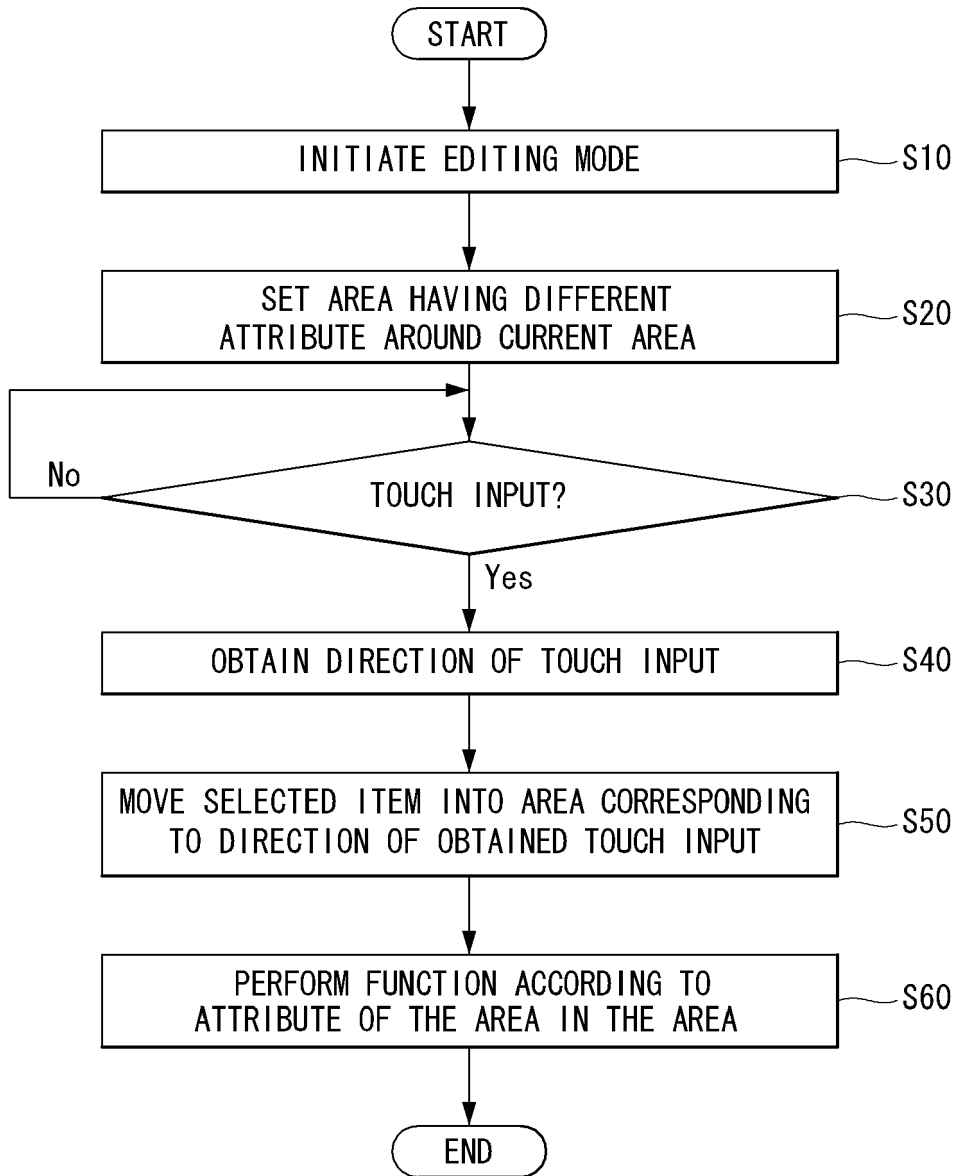 START
INITIATE EDITING MODE
S10
SET AREA HAVING DIFFERENT
ATTRIBUTE AROUND CURRENT AREA
S20
No
TOUCH INPUT?
S30
Yes
OBTAIN DIRECTION OF TOUCH INPUT
S40
MOVE SELECTED ITEM INTO AREA CORRESPONDING
TO DIRECTION OF OBTAINED TOUCH INPUT
S50
PERFORM FUNCTION ACCORDING TO
ATTRIBUTE OF THE AREA IN THE AREA
S60
END